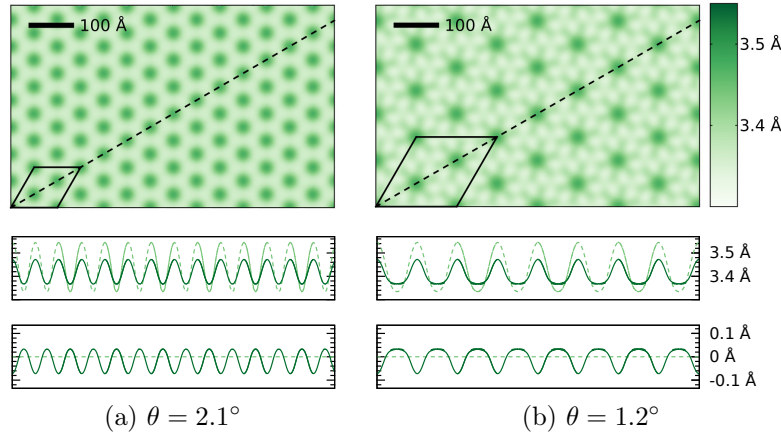 100 Å
100 Å
3.5 Å
3.4 Å
3.5 Å
3.4 Å
0.1 Å
0 Å
-0.1 Å
(a) θ = 2.1°
(b) θ = 1.2°